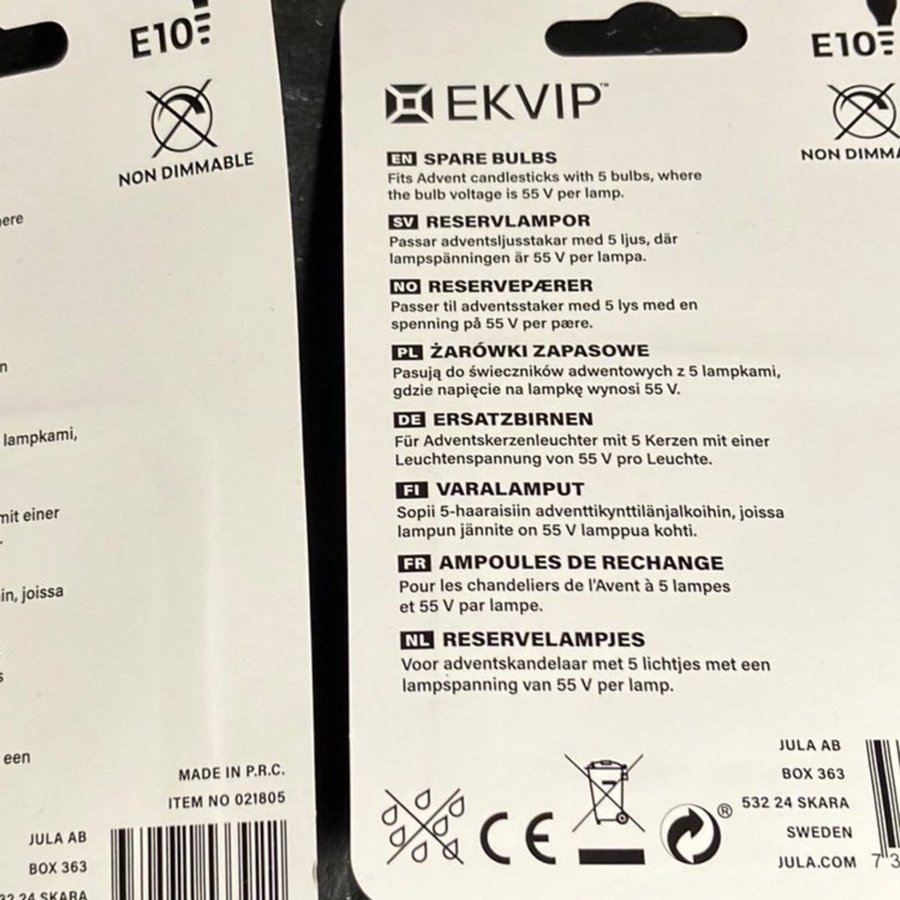 E10
NON DIMMABLE
lampkami,
mit einer
joissa
een
MADE IN P.R.C.
ITEM NO 021805
JULA AB
BOX 363
24 SKARA
E10
NON
EKVIP™
EN SPARE BULBS
Fits Advent candlesticks with 5 bulbs, where
the bulb voltage is 55 V per lamp.
SV RESERVLAMPOR
Passar adventsljusstakar med 5 ljus, där
lampspänningen är 55 V per lampa.
NO RESERVEPÆRER
Passer til adventsstaker med 5 lys med en
spenning på 55 V per pære.
PL ŻARÓWKI ZAPASOWE
Pasują do świeczników adwentowych z 5 lampkami,
gdzie napięcie na lampkę wynosi 55 V.
DE ERSATZBIRNEN
Für Adventskerzenleuchter mit 5 Kerzen mit einer
Leuchtenspannung von 55 V pro Leuchte.
FI VARALAMPUT
Sopii 5-haaraisiin adventtikynttilänjalkoihin, joissa
lampun jännite on 55 V lamppua kohti.
FR AMPOULES DE RECHANGE
Pour les chandeliers de l'Avent à 5 lampes
et 55 V par lampe.
NL RESERVELAMPJES
Voor adventskandelaar met 5 lichtjes met een
lampspanning van 55 V per lamp.
CE
®
JULA AB
BOX 363
532 24 SKARA
SWEDEN
JULA.COM
7 3